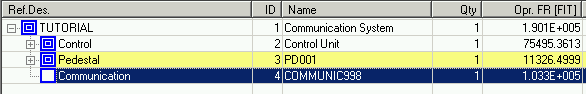 Ref.Des. ID Name Qty Opr. FR [FIT]
TUTORIAL 1 Communication System 1 1.901E+005
Control 2 Control Unit 1 75495.3613
Pedestal 3 PD001 1 11326.4999
Communication 4 COMMUNIC998 1 1.033E+005